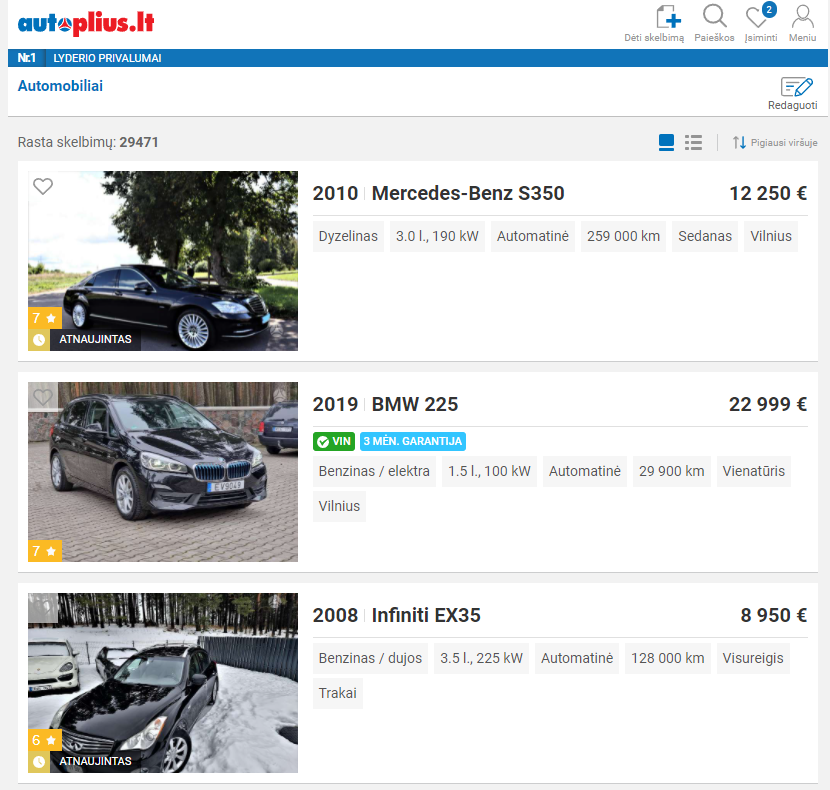 autoplius.lt
2
Dėti skelbimą Paieškos Įsiminti Meniu
Nr.1 LYDERIO PRIVALUMAI
Automobiliai
Redaguoti
Rasta skelbimų: 29471
Pigiausi viršuje
2010 Mercedes-Benz S350 12 250 €
Dyzelinas 3.0 l., 190 kW Automatinė 259 000 km Sedanas Vilnius
7
ATNAUJINTAS
2019 BMW 225 22 999 €
VIN 3 MĖN. GARANTIJA
Benzinas / elektra 1.5 l., 100 kW Automatinė 29 900 km Vienatūris
Vilnius
EV9049
7
2008 Infiniti EX35 8 950 €
Benzinas / dujos 3.5 l., 225 kW Automatinė 128 000 km Visureigis
Trakai
6
ATNAUJINTAS